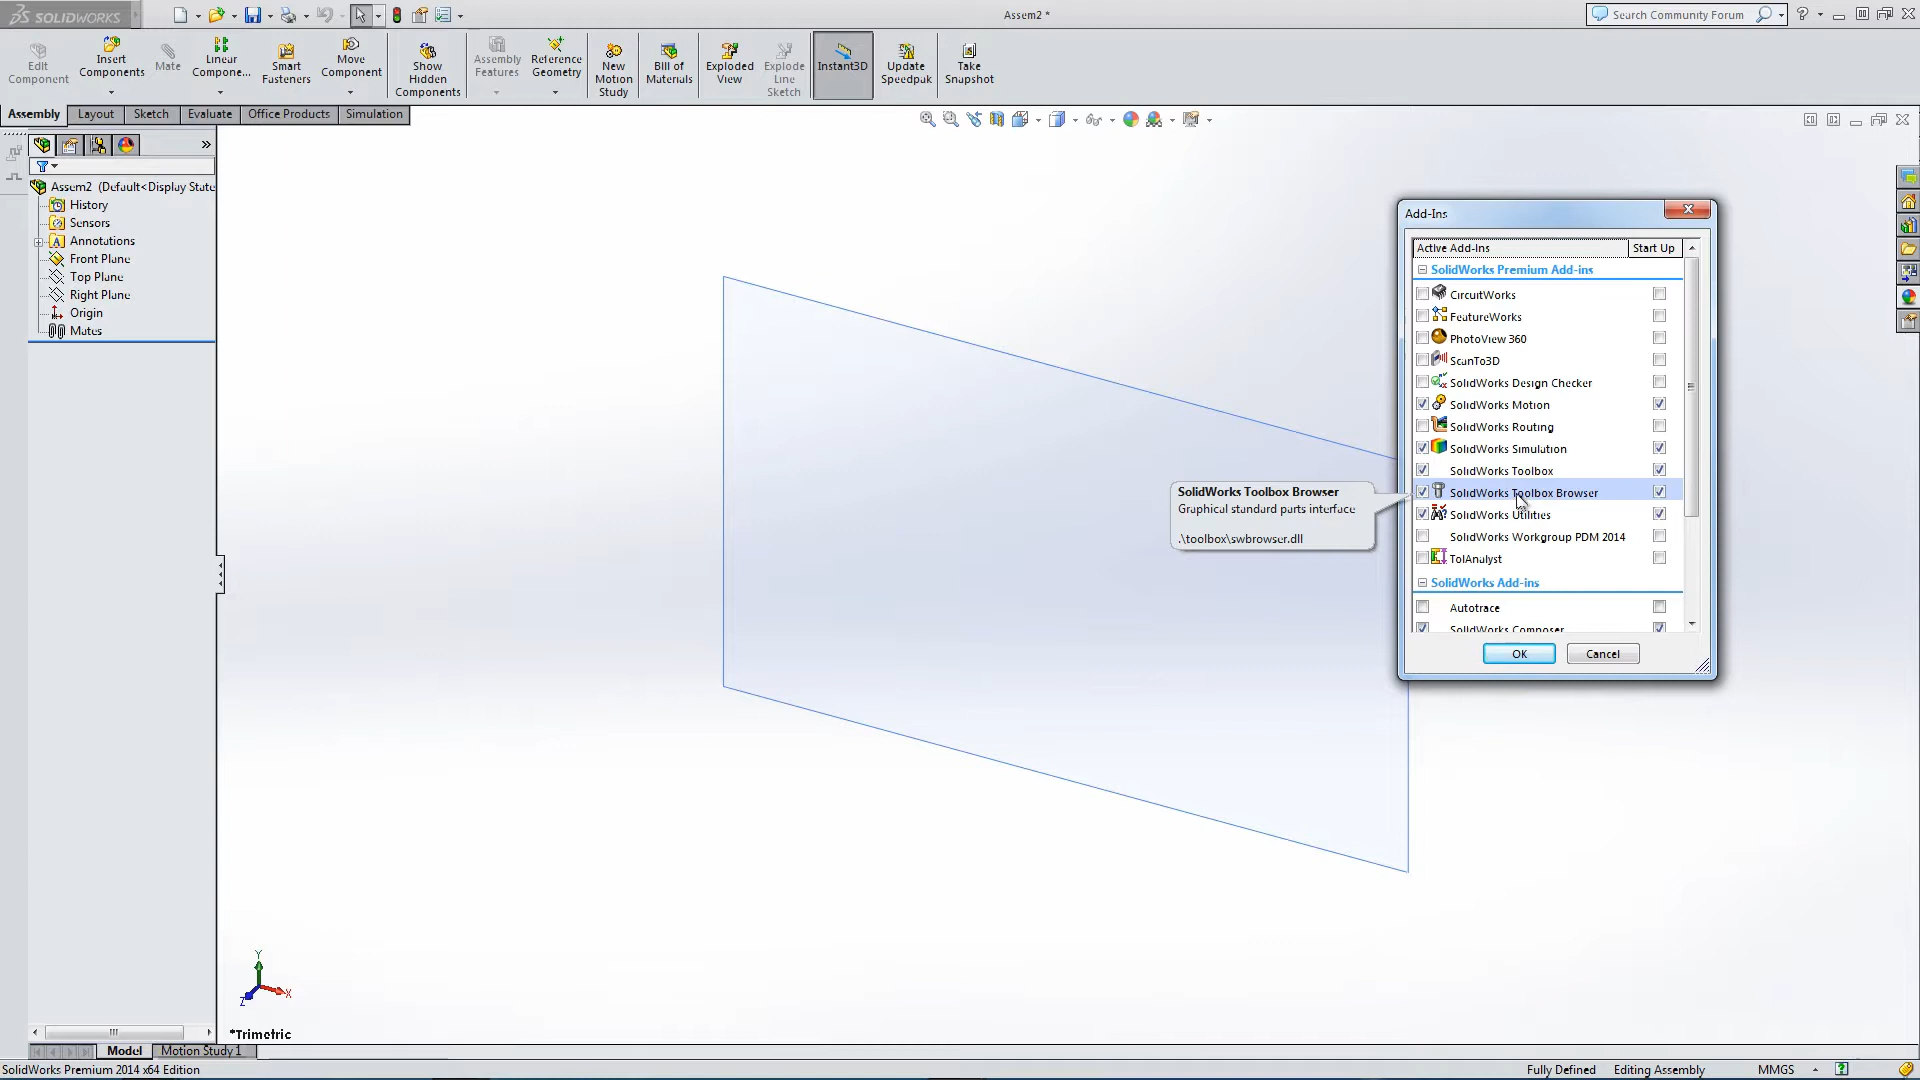 SOLIDWORKS
Assem2 *
Search Community Forum
Edit Component
Insert Components
Mate
Linear Compone...
Smart Fasteners
Move Component
Show Hidden Components
Assembly Features
Reference Geometry
New Motion Study
Bill of Materials
Exploded View
Explode Line Sketch
Instant3D
Update Speedpak
Take Snapshot
Assembly
Layout
Sketch
Evaluate
Office Products
Simulation
Assem2 (Default<Display State
History
Sensors
Annotations
Front Plane
Top Plane
Right Plane
Origin
Mates
Add-Ins
Active Add-Ins
Start Up
SolidWorks Premium Add-ins
CircuitWorks
FeatureWorks
PhotoView 360
ScanTo3D
SolidWorks Design Checker
SolidWorks Motion
SolidWorks Routing
SolidWorks Simulation
SolidWorks Toolbox
SolidWorks Toolbox Browser
SolidWorks Utilities
SolidWorks Workgroup PDM 2014
TolAnalyst
SolidWorks Add-ins
Autotrace
SolidWorks Composer
OK
Cancel
SolidWorks Toolbox Browser
Graphical standard parts interface
.\toolbox\swbrowser.dll
Y
X
Z
*Trimetric
Model
Motion Study 1
SolidWorks Premium 2014 x64 Edition
Fully Defined
Editing Assembly
MMGS